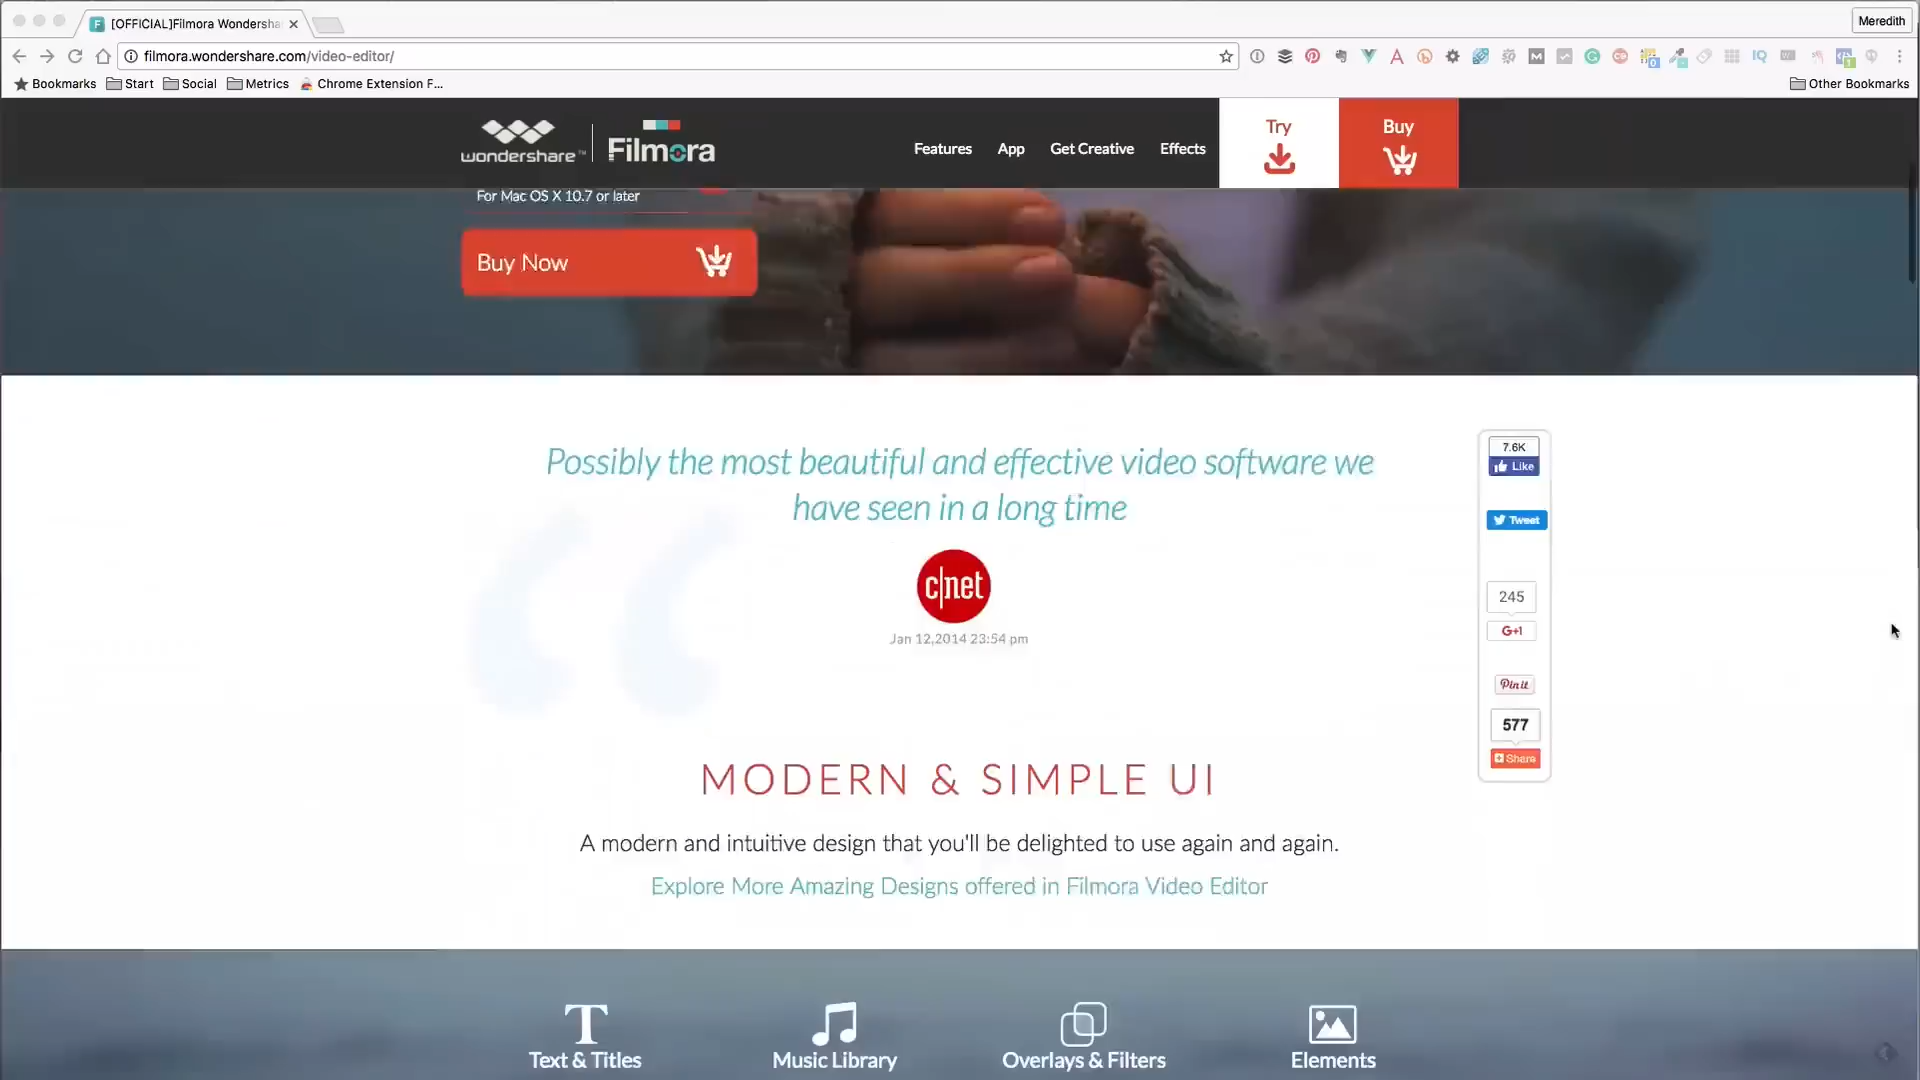 [OFFICIAL]Filmora Wondersha
Meredith
filmora.wondershare.com/video-editor/
Bookmarks
Start
Social
Metrics
Chrome Extension F...
Other Bookmarks
wondershare™
Filmora
Features
App
Get Creative
Effects
Try
Buy
For Mac OS X 10.7 or later
Buy Now
Possibly the most beautiful and effective video software we
have seen in a long time
c|net
Jan 12,2014 23:54 pm
7.6K
Like
Tweet
245
G+1
Pin it
577
Share
MODERN & SIMPLE UI
A modern and intuitive design that you'll be delighted to use again and again.
Explore More Amazing Designs offered in Filmora Video Editor
Text & Titles
Music Library
Overlays & Filters
Elements